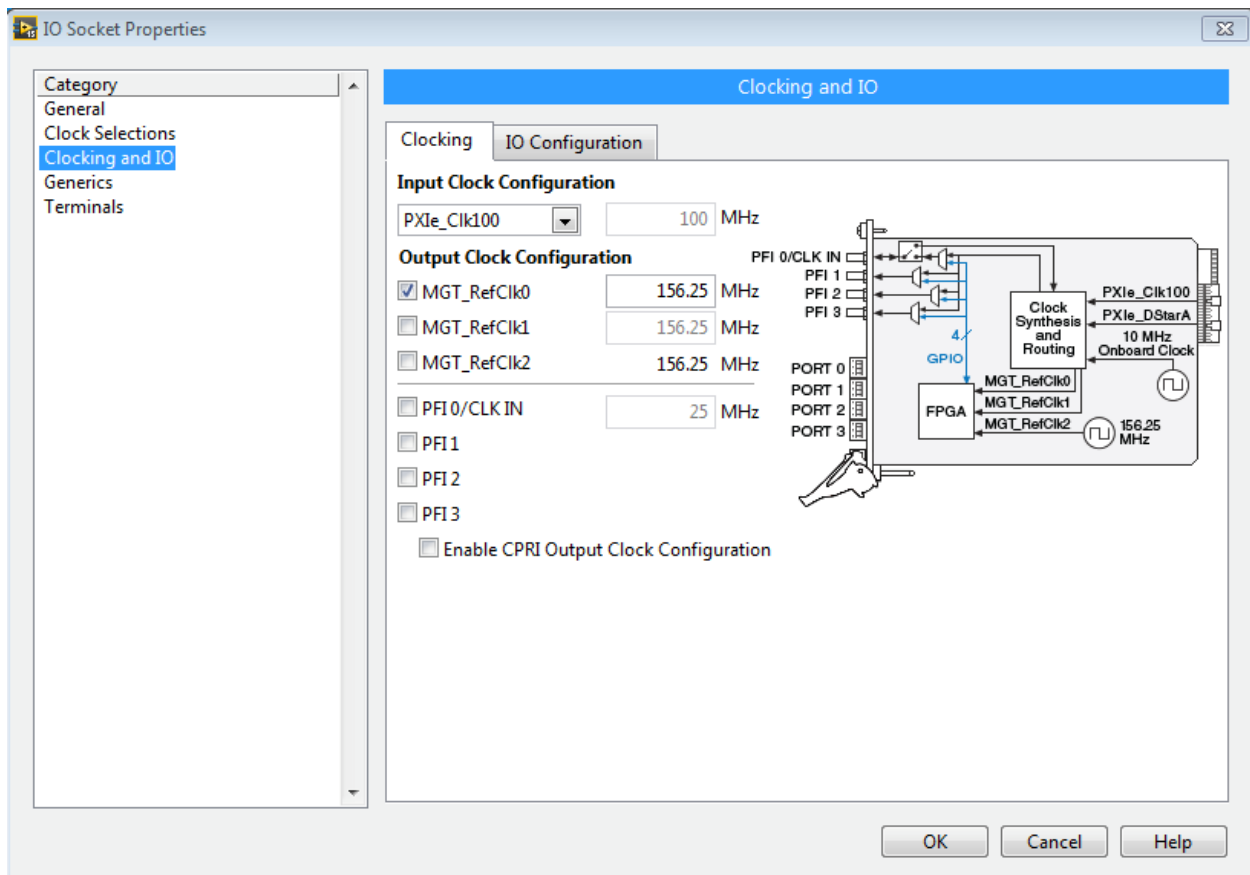 IO Socket Properties
Category
General
Clock Selections
Clocking and IO
Generics
Terminals
Clocking and IO
Clocking
IO Configuration
Input Clock Configuration
PXIe_Clk100
100 MHz
Output Clock Configuration
MGT_RefClk0 156.25 MHz
MGT_RefClk1 156.25 MHz
MGT_RefClk2 156.25 MHz
PFI 0/CLK IN 25 MHz
PFI 1
PFI 2
PFI 3
Enable CPRI Output Clock Configuration
PFI 0/CLK IN
PFI 1
PFI 2
PFI 3
4
GPIO
PORT 0
PORT 1
PORT 2
PORT 3
Clock
Synthesis
and
Routing
PXIe_Clk100
PXIe_DStarA
10 MHz
Onboard Clock
FPGA
MGT_RefClk0
MGT_RefClk1
MGT_RefClk2
156.25
MHz
OK
Cancel
Help